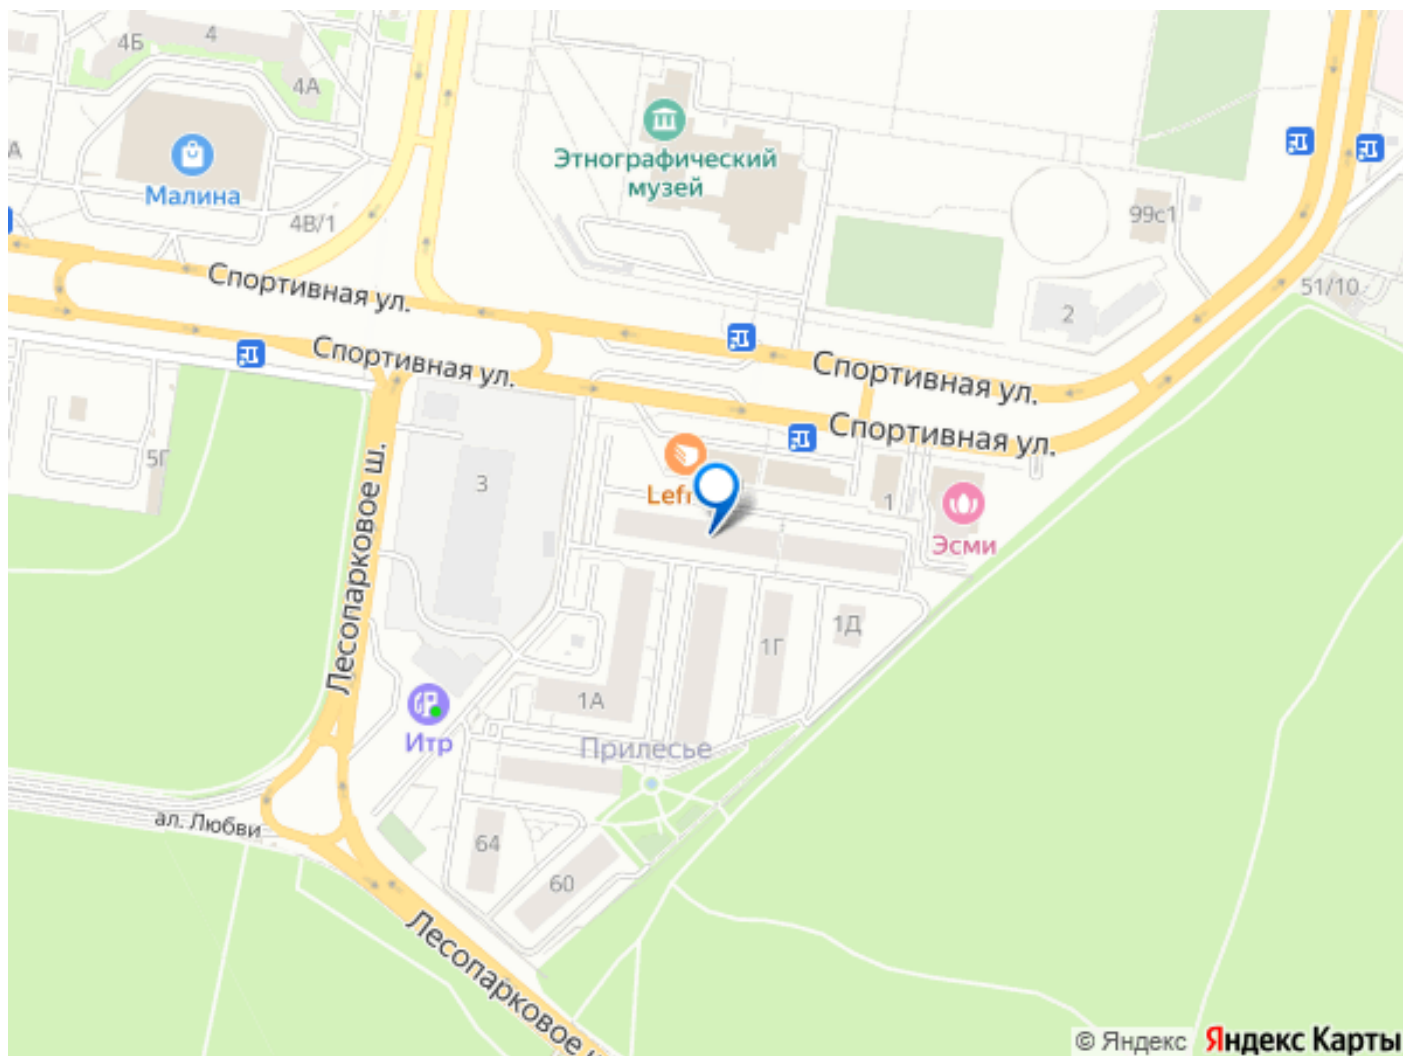 4Б
4
4А
Малина
4В/1
Этнографический
музей
99с1
51/10
2
Спортивная ул.
Спортивная ул.
Спортивная ул.
Спортивная ул.
5Г
3
1
Эсми
Лесопарковое ш.
1Д
1Г
1А
Итр
Прилесье
ал. Любви
64
60
Лесопарковое
© Яндекс Яндекс Карты